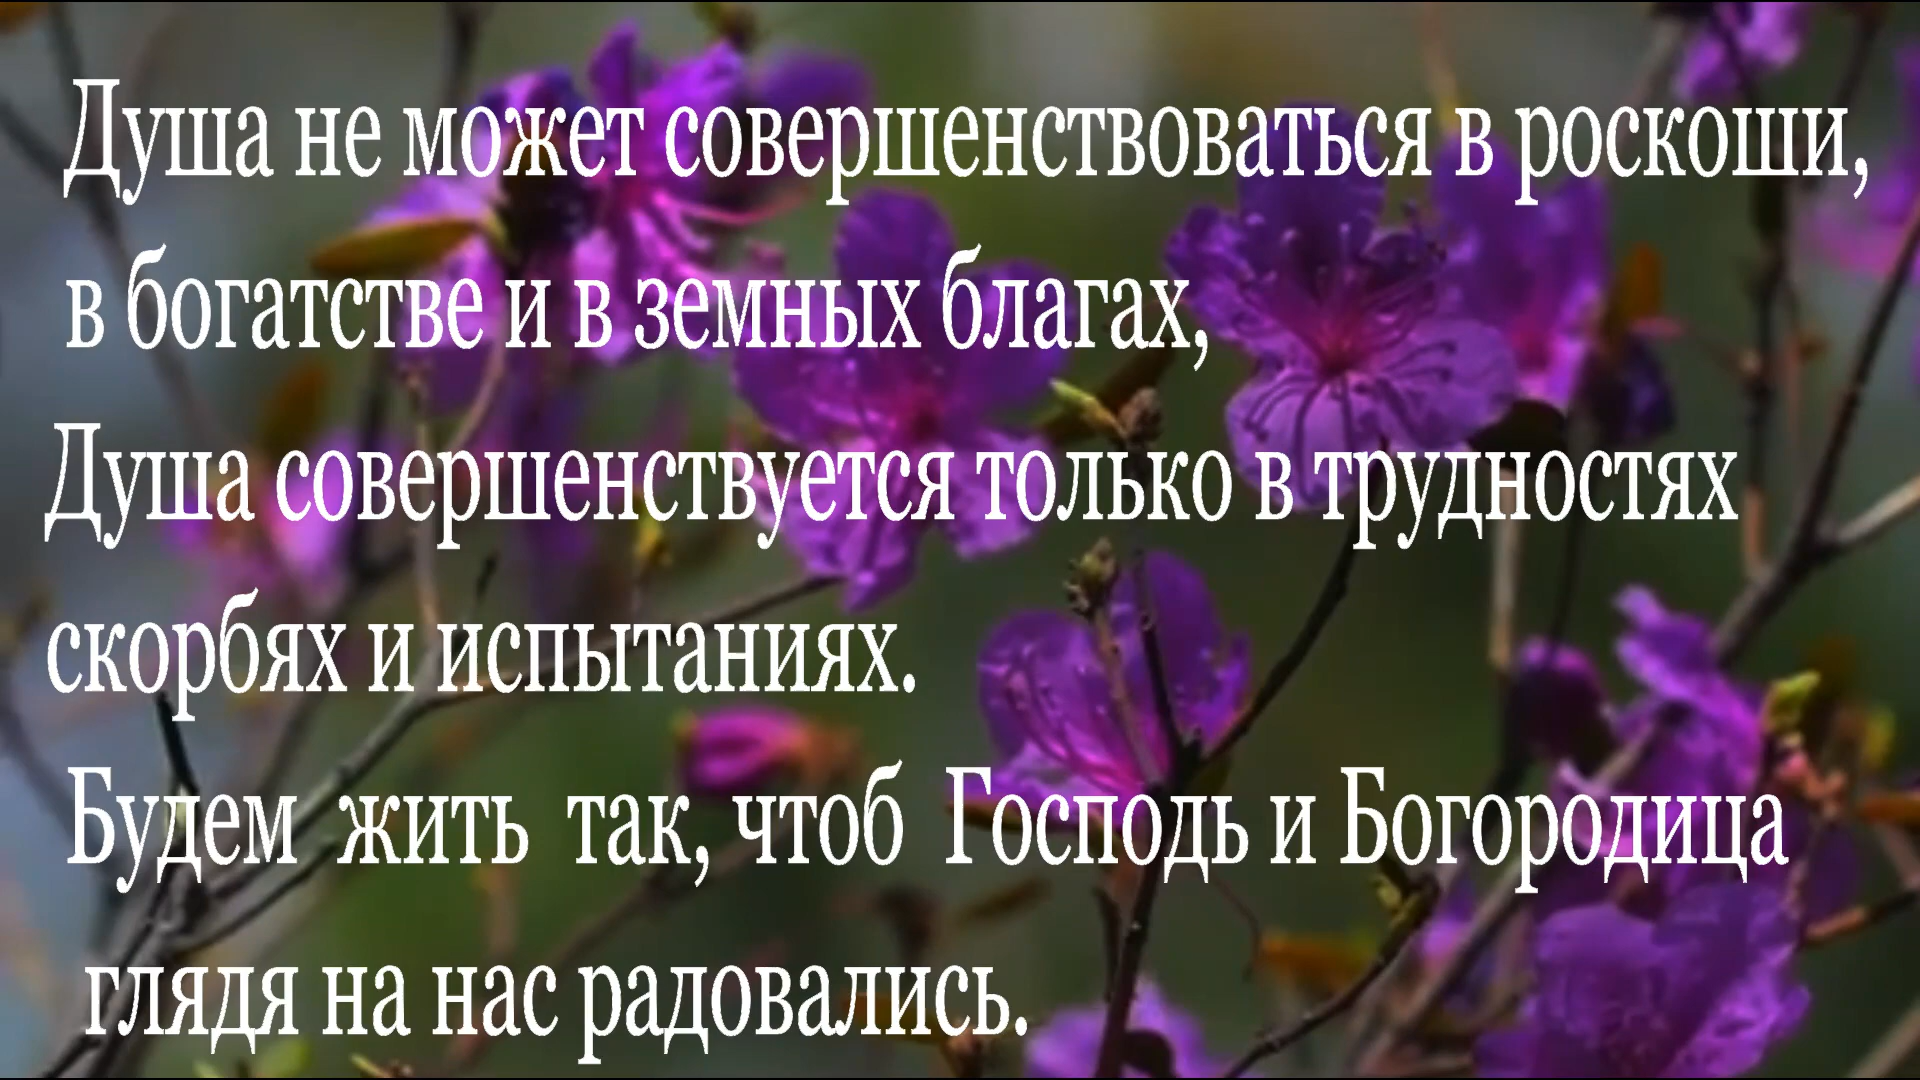 Душа не может совершенствоваться в роскоши,
в богатстве и в земных благах,
Душа совершенствуется только в трудностях
скорбях и испытаниях.
Будем жить так, чтоб Господь и Богородица
глядя на нас радовались.